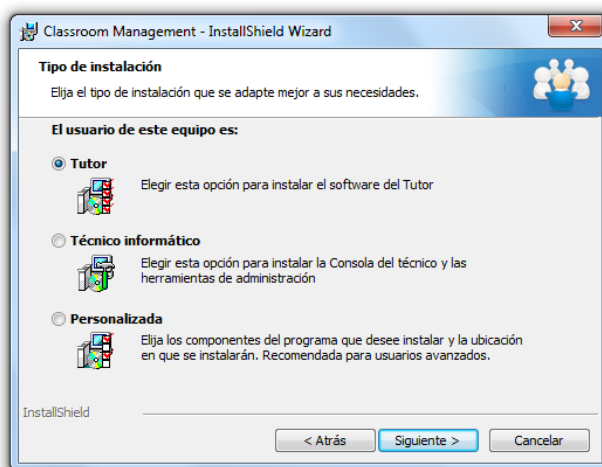 Classroom Management - InstallShield Wizard
Tipo de instalación
Elija el tipo de instalación que se adapte mejor a sus necesidades.
El usuario de este equipo es:
Tutor
Elegir esta opción para instalar el software del Tutor
Técnico informático
Elegir esta opción para instalar la Consola del técnico y las
herramientas de administración
Personalizada
Elija los componentes del programa que desee instalar y la ubicación
en que se instalarán. Recomendada para usuarios avanzados.
InstallShield
< Atrás
Siguiente >
Cancelar